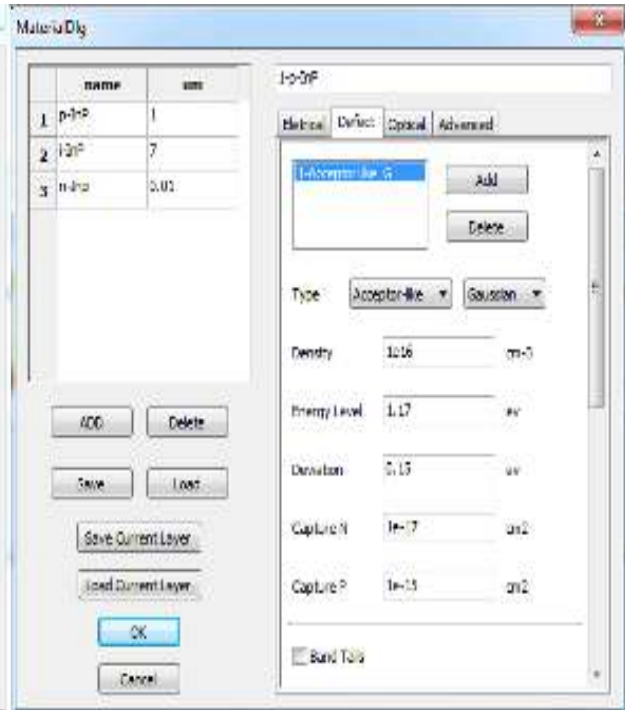 MaterialDlg
name um
1 p-InP 1
2 i-InP 7
3 n-Inp 0.01
1-p-InP
Eletrical Defect Optical Advanced
1-Acceptor-like G
Add
Delete
Type Acceptor-like Gaussian
Density 1e16 cm-3
Energy Level 1.17 ev
Deviation 0.15 ev
Capture N 1e-17 cm2
Capture P 1e-15 cm2
Band Tails
ADD Delete
Save Load
Save Current Layer
Load Current Layer
OK
Cancel